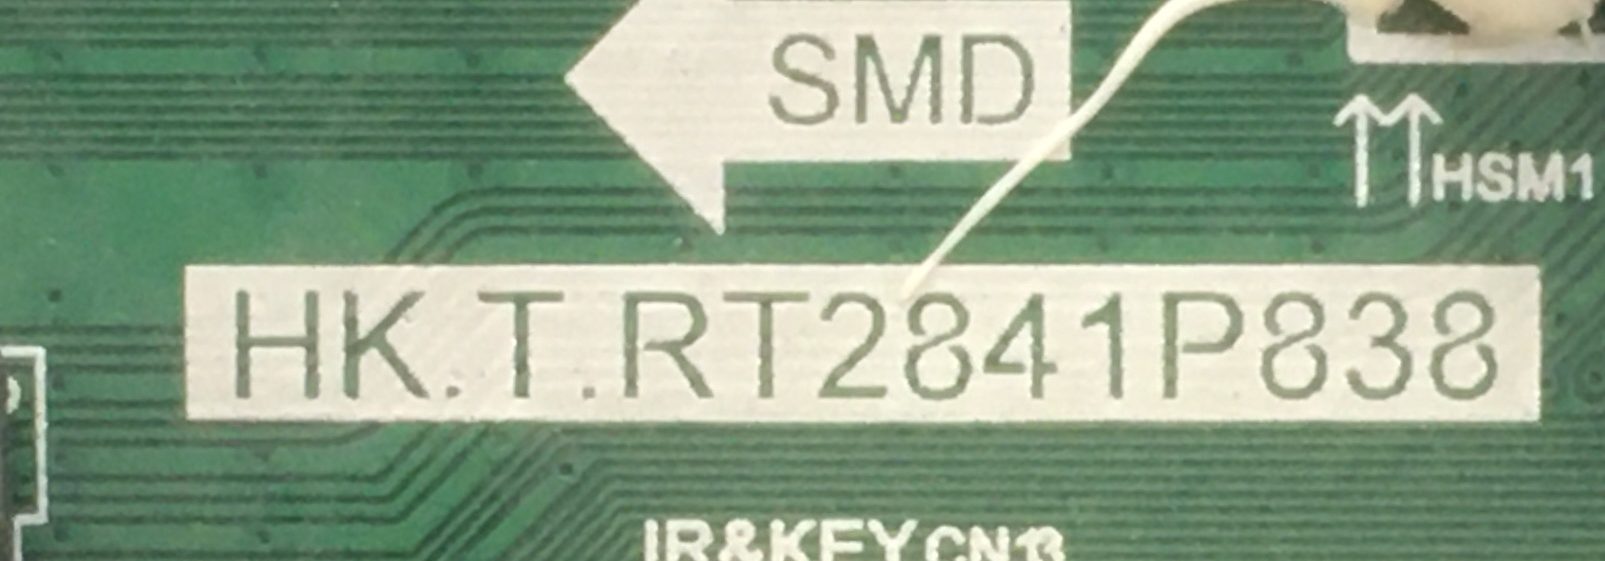 SMD
HSM1
HK.T.RT2841P838
IR&KEY CN13